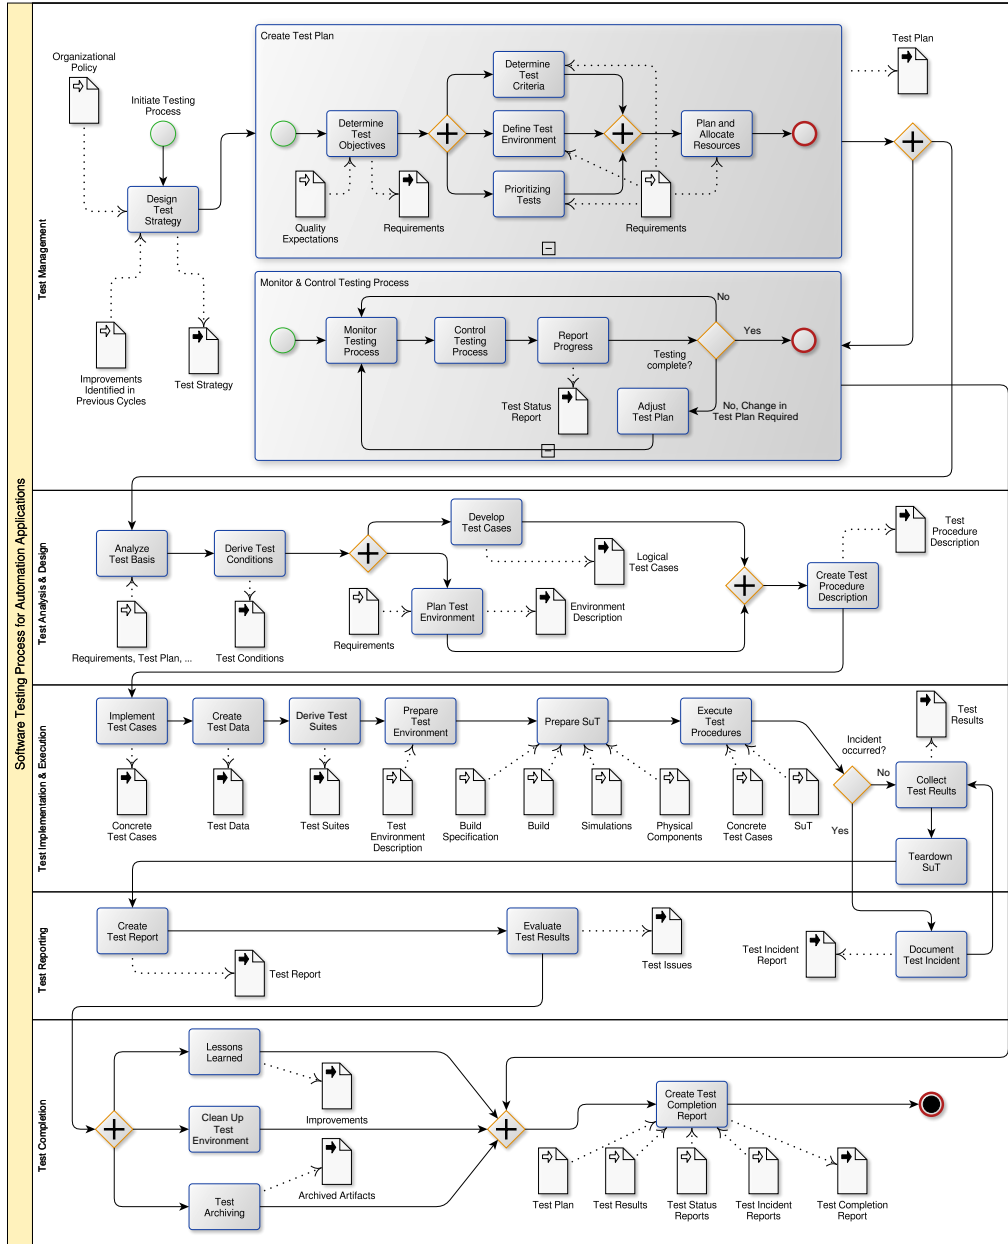 Software Testing Process for Automation Applications
Test Management
Organizational
Policy
Initiate Testing
Process
Design
Test
Strategy
Improvements
Identified in
Previous Cycles
Test Strategy
Create Test Plan
Determine
Test
Objectives
Quality
Expectations
Requirements
Determine
Test
Criteria
Define Test
Environment
Prioritizing
Tests
Requirements
Plan and
Allocate
Resources
Test Plan
Monitor & Control Testing Process
Monitor
Testing
Process
Control
Testing
Process
Report
Progress
Test Status
Report
Testing
complete?
No
Yes
No, Change in
Test Plan Required
Adjust
Test Plan
Test Analysis & Design
Analyze
Test Basis
Requirements, Test Plan, ...
Derive Test
Conditions
Test Conditions
Develop
Test Cases
Logical
Test Cases
Requirements
Plan Test
Environment
Environment
Description
Create Test
Procedure
Description
Test
Procedure
Description
Test Implementation & Execution
Implement
Test Cases
Concrete
Test Cases
Create
Test Data
Test Data
Derive Test
Suites
Test Suites
Prepare
Test
Environment
Test
Environment
Description
Prepare SuT
Build
Specification
Build
Simulations
Physical
Components
Execute
Test
Procedures
Concrete
Test Cases
SuT
Incident
occurred?
No
Yes
Test
Results
Collect
Test Reults
Teardown
SuT
Test Reporting
Create
Test Report
Test Report
Evaluate
Test Results
Test Issues
Test Incident
Report
Document
Test Incident
Test Completion
Lessons
Learned
Improvements
Clean Up
Test
Environment
Test
Archiving
Archived Artifacts
Create Test
Completion
Report
Test Plan
Test Results
Test Status
Reports
Test Incident
Reports
Test Completion
Report